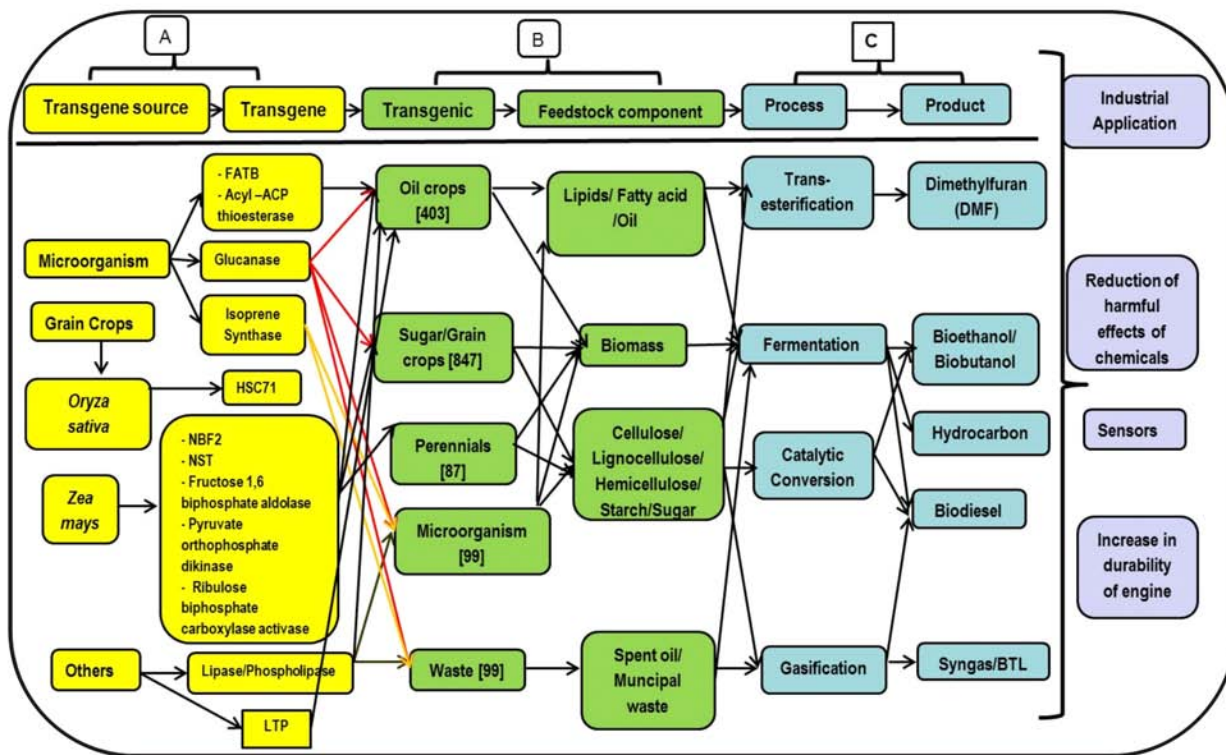 A
B
C
Transgene source
Transgene
Transgenic
Feedstock component
Process
Product
Industrial
Application
- FATB
- Acyl –ACP
thioesterase
Oil crops
[403]
Lipids/ Fatty acid
/Oil
Trans-
esterification
Dimethylfuran
(DMF)
Microorganism
Glucanase
Isoprene
Synthase
Grain Crops
Sugar/Grain
crops [847]
Biomass
Fermentation
Bioethanol/
Biobutanol
Reduction of
harmful
effects of
chemicals
Oryza
sativa
HSC71
Perennials
[87]
Cellulose/
Lignocellulose/
Hemicellulose/
Starch/Sugar
Catalytic
Conversion
Hydrocarbon
Sensors
Zea
mays
- NBF2
- NST
- Fructose 1,6
biphosphate aldolase
- Pyruvate
orthophosphate
dikinase
- Ribulose
biphosphate
carboxylase activase
Microorganism
[99]
Biodiesel
Increase in
durability
of engine
Others
Lipase/Phospholipase
LTP
Waste [99]
Spent oil/
Muncipal
waste
Gasification
Syngas/BTL